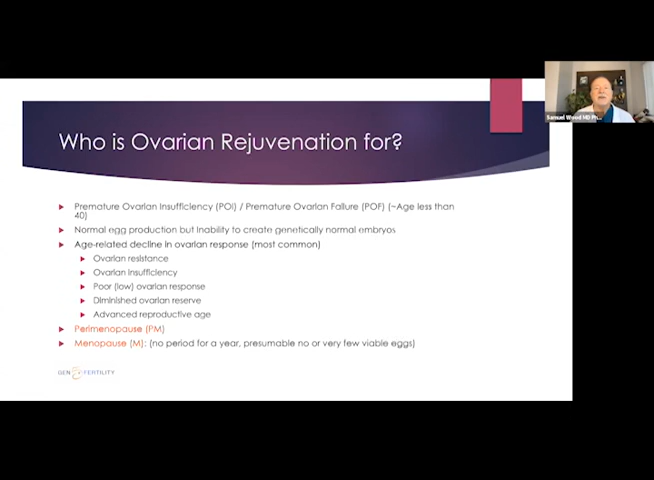 Samuel Wood MD Ph...
Who is Ovarian Rejuvenation for?
Premature Ovarian Insufficiency (POI) / Premature Ovarian Failure (POF) (~Age less than
40)
Normal egg production but inability to create genetically normal embryos
Age-related decline in ovarian response (most common)
Ovarian resistance
Ovarian insufficiency
Poor (low) ovarian response
Diminished ovarian reserve
Advanced reproductive age
Perimenopause (PM)
Menopause (M): (no period for a year, presumable no or very few viable eggs)
GEN 5 FERTILITY